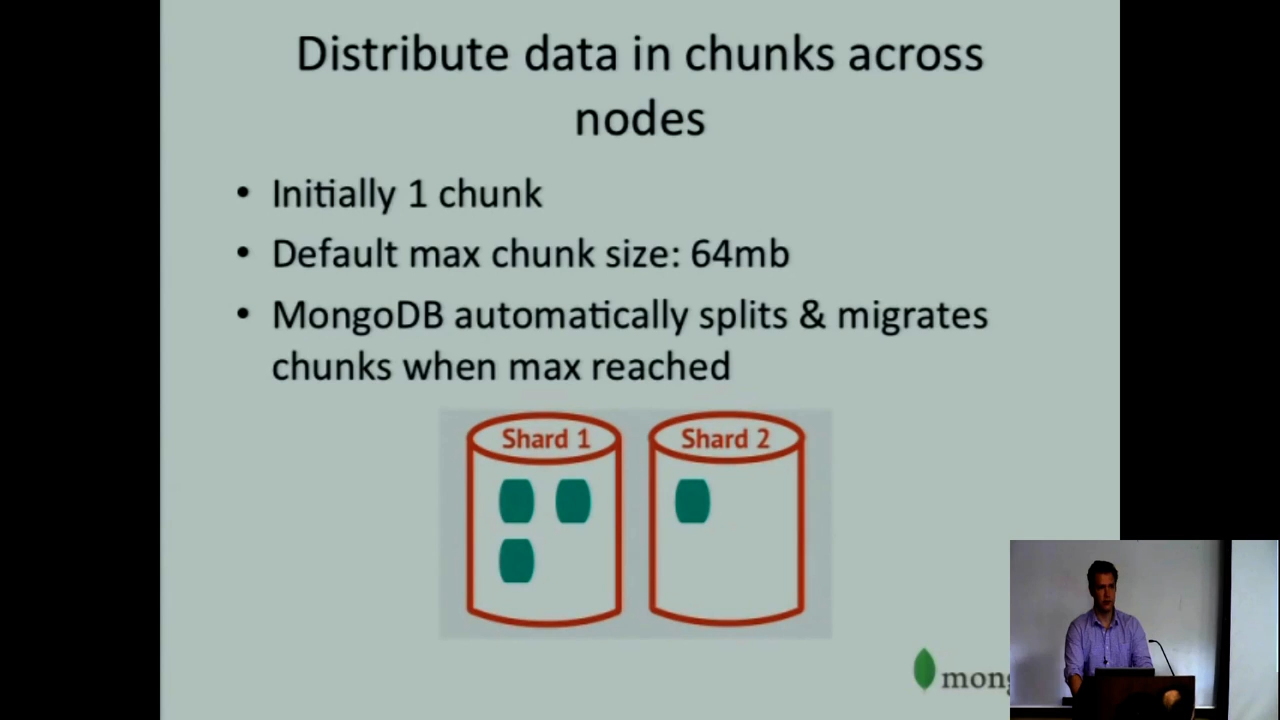 Distribute data in chunks across
nodes
• Initially 1 chunk
• Default max chunk size: 64mb
• MongoDB automatically splits & migrates
chunks when max reached
Shard 1
Shard 2